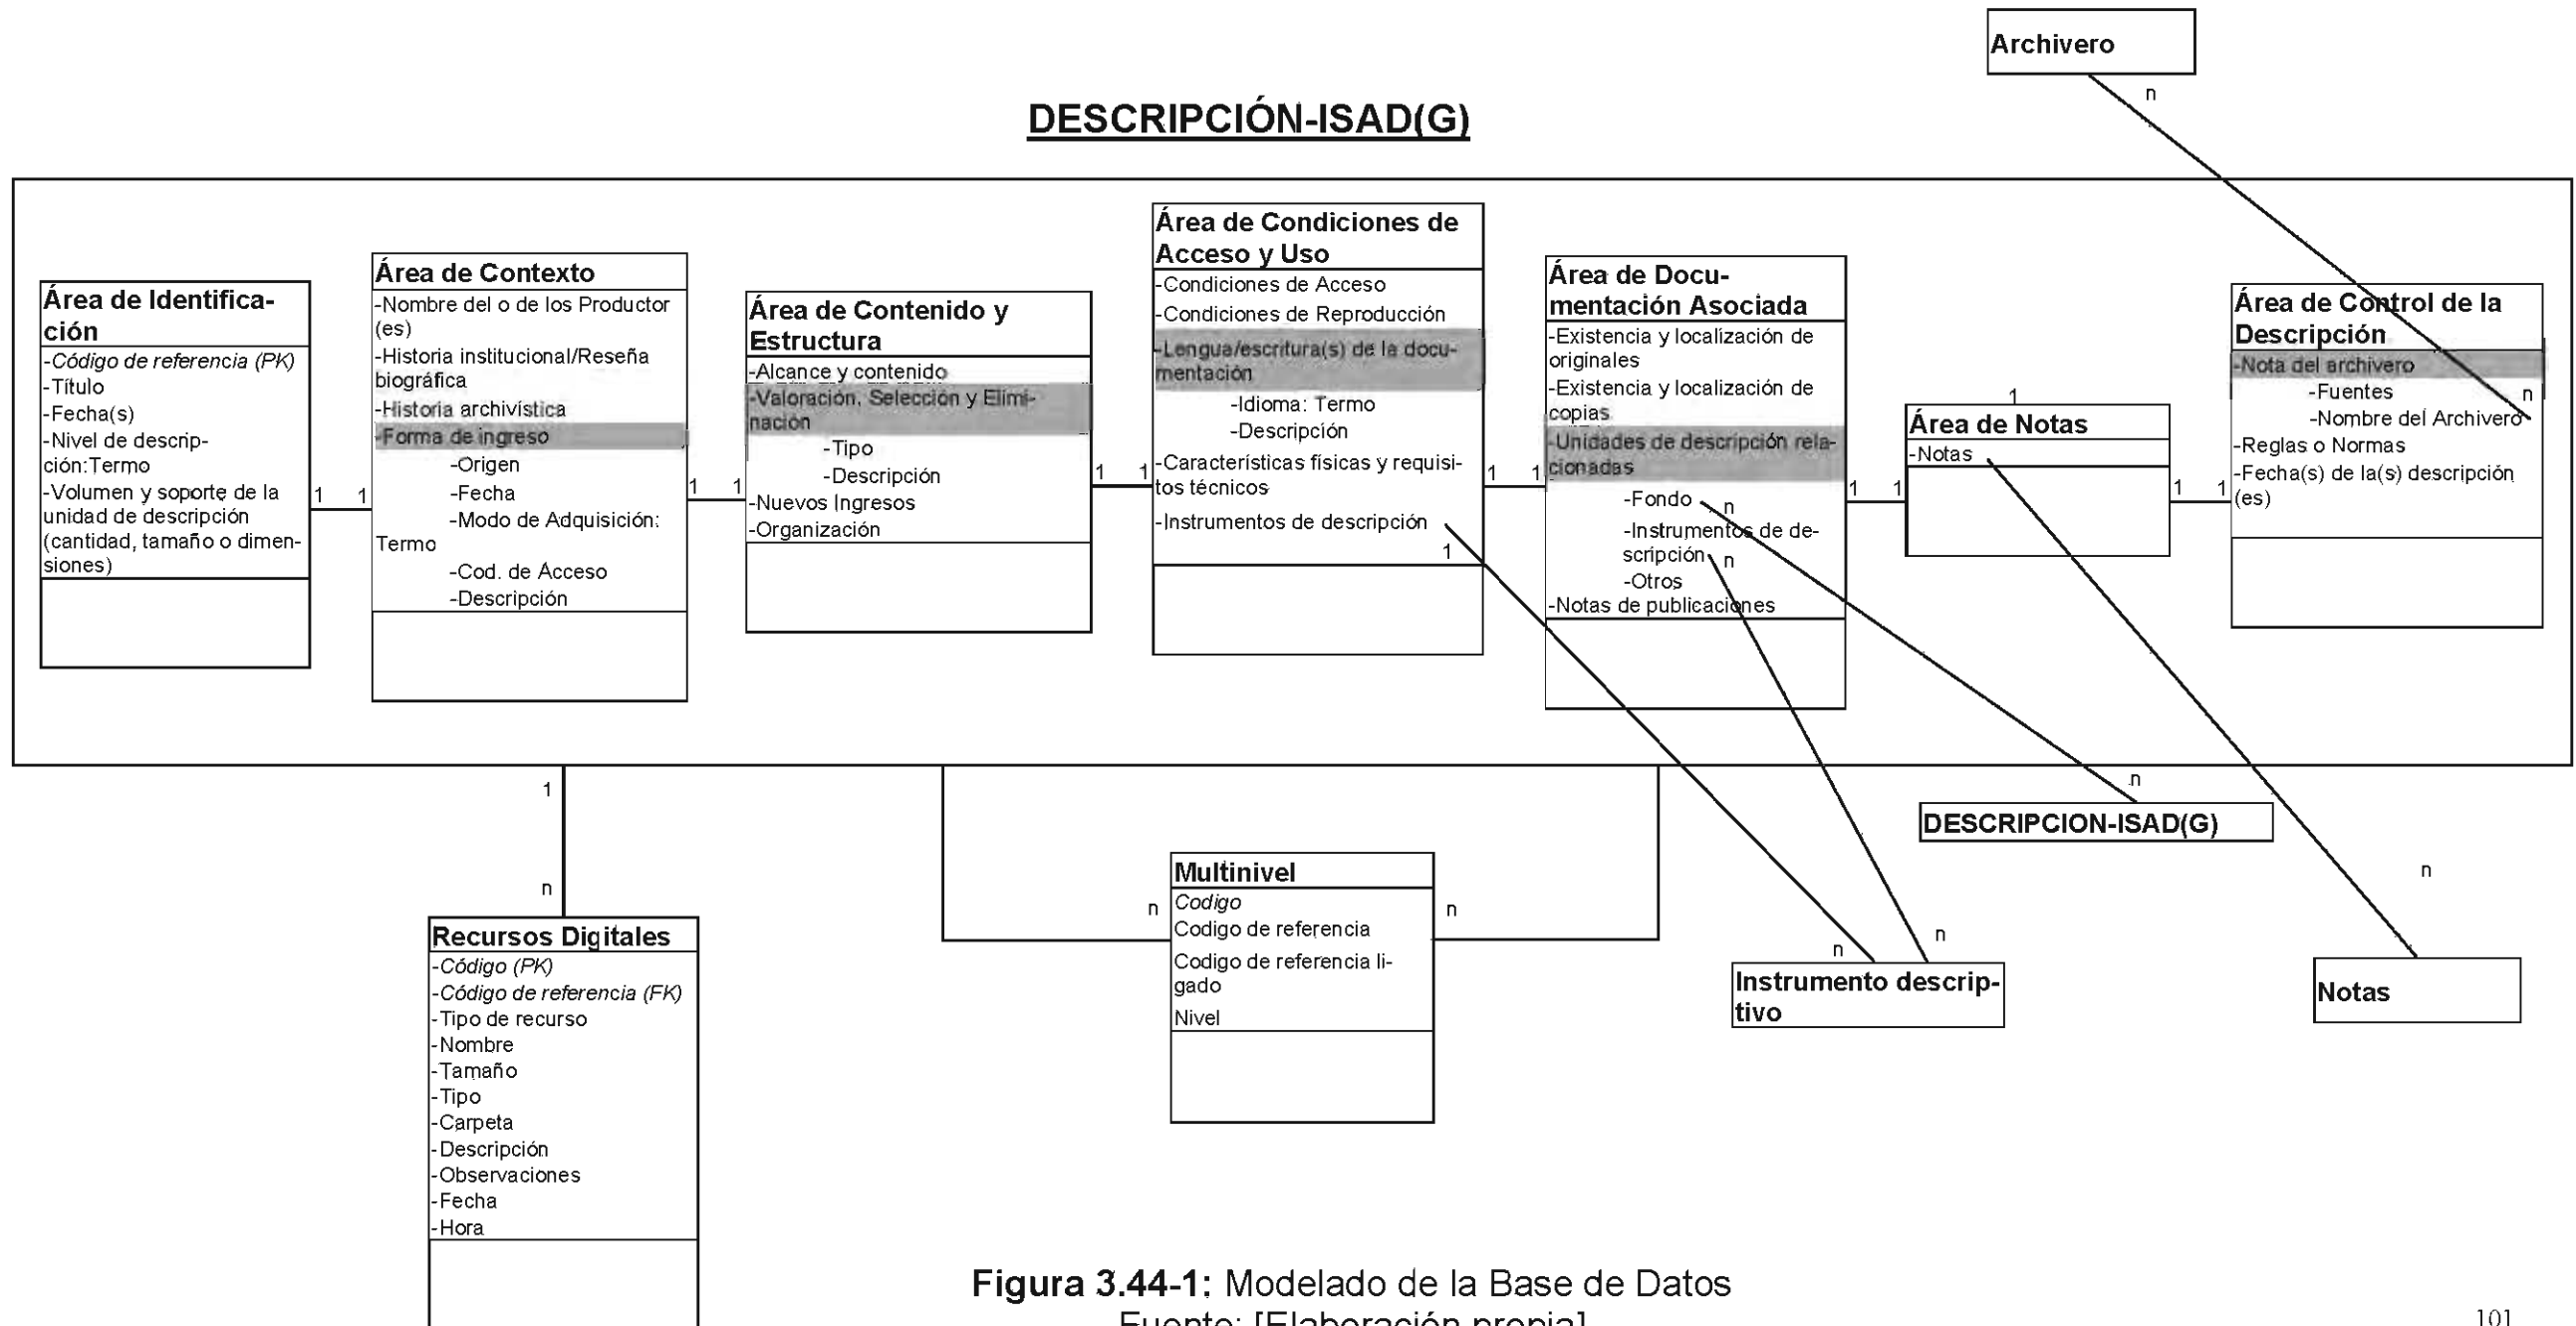 Archivero
n
DESCRIPCIÓN-ISAD(G)
Área de Identifica-
ción
-Código de referencia (PK)
-Título
-Fecha(s)
-Nivel de descrip-
ción:Termo
-Volumen y soporte de la
unidad de descripción
(cantidad, tamaño o dimen-
siones)
1
1
Área de Contexto
-Nombre del o de los Productor
(es)
-Historia institucional/Reseña
biográfica
-Historia archivística
-Forma de ingreso
-Origen
-Fecha
-Modo de Adquisición:
Termo
-Cod. de Acceso
-Descripción
1
1
Área de Contenido y
Estructura
-Alcance y contenido
-Valoración, Selección y Elimi-
nación
-Tipo
-Descripción
-Nuevos Ingresos
-Organización
1
1
Área de Condiciones de
Acceso y Uso
-Condiciones de Acceso
-Condiciones de Reproducción
-Lengua/escritura(s) de la docu-
mentación
-Idioma: Termo
-Descripción
-Características físicas y requisi-
tos técnicos
-Instrumentos de descripción
1
1
1
Área de Docu-
mentación Asociada
-Existencia y localización de
originales
-Existencia y localización de
copias
-Unidades de descripción rela-
cionadas
-Fondo
n
-Instrumentos de de-
scripción
n
-Otros
-Notas de publicaciones
1
1
1
Área de Notas
-Notas
1
1
Área de Control de la
Descripción
-Nota del archivero
-Fuentes
n
-Nombre del Archivero
-Reglas o Normas
-Fecha(s) de la(s) descripción
(es)
1
n
n
DESCRIPCION-ISAD(G)
Recursos Digitales
-Código (PK)
-Código de referencia (FK)
-Tipo de recurso
-Nombre
-Tamaño
-Tipo
-Carpeta
-Descripción
-Observaciones
-Fecha
-Hora
n
n
Multinivel
Codigo
Codigo de referencia
Codigo de referencia li-
gado
Nivel
n
n
Instrumento descrip-
tivo
n
Notas
Figura 3.44-1: Modelado de la Base de Datos
Fuente: [Elaboración propia]
101